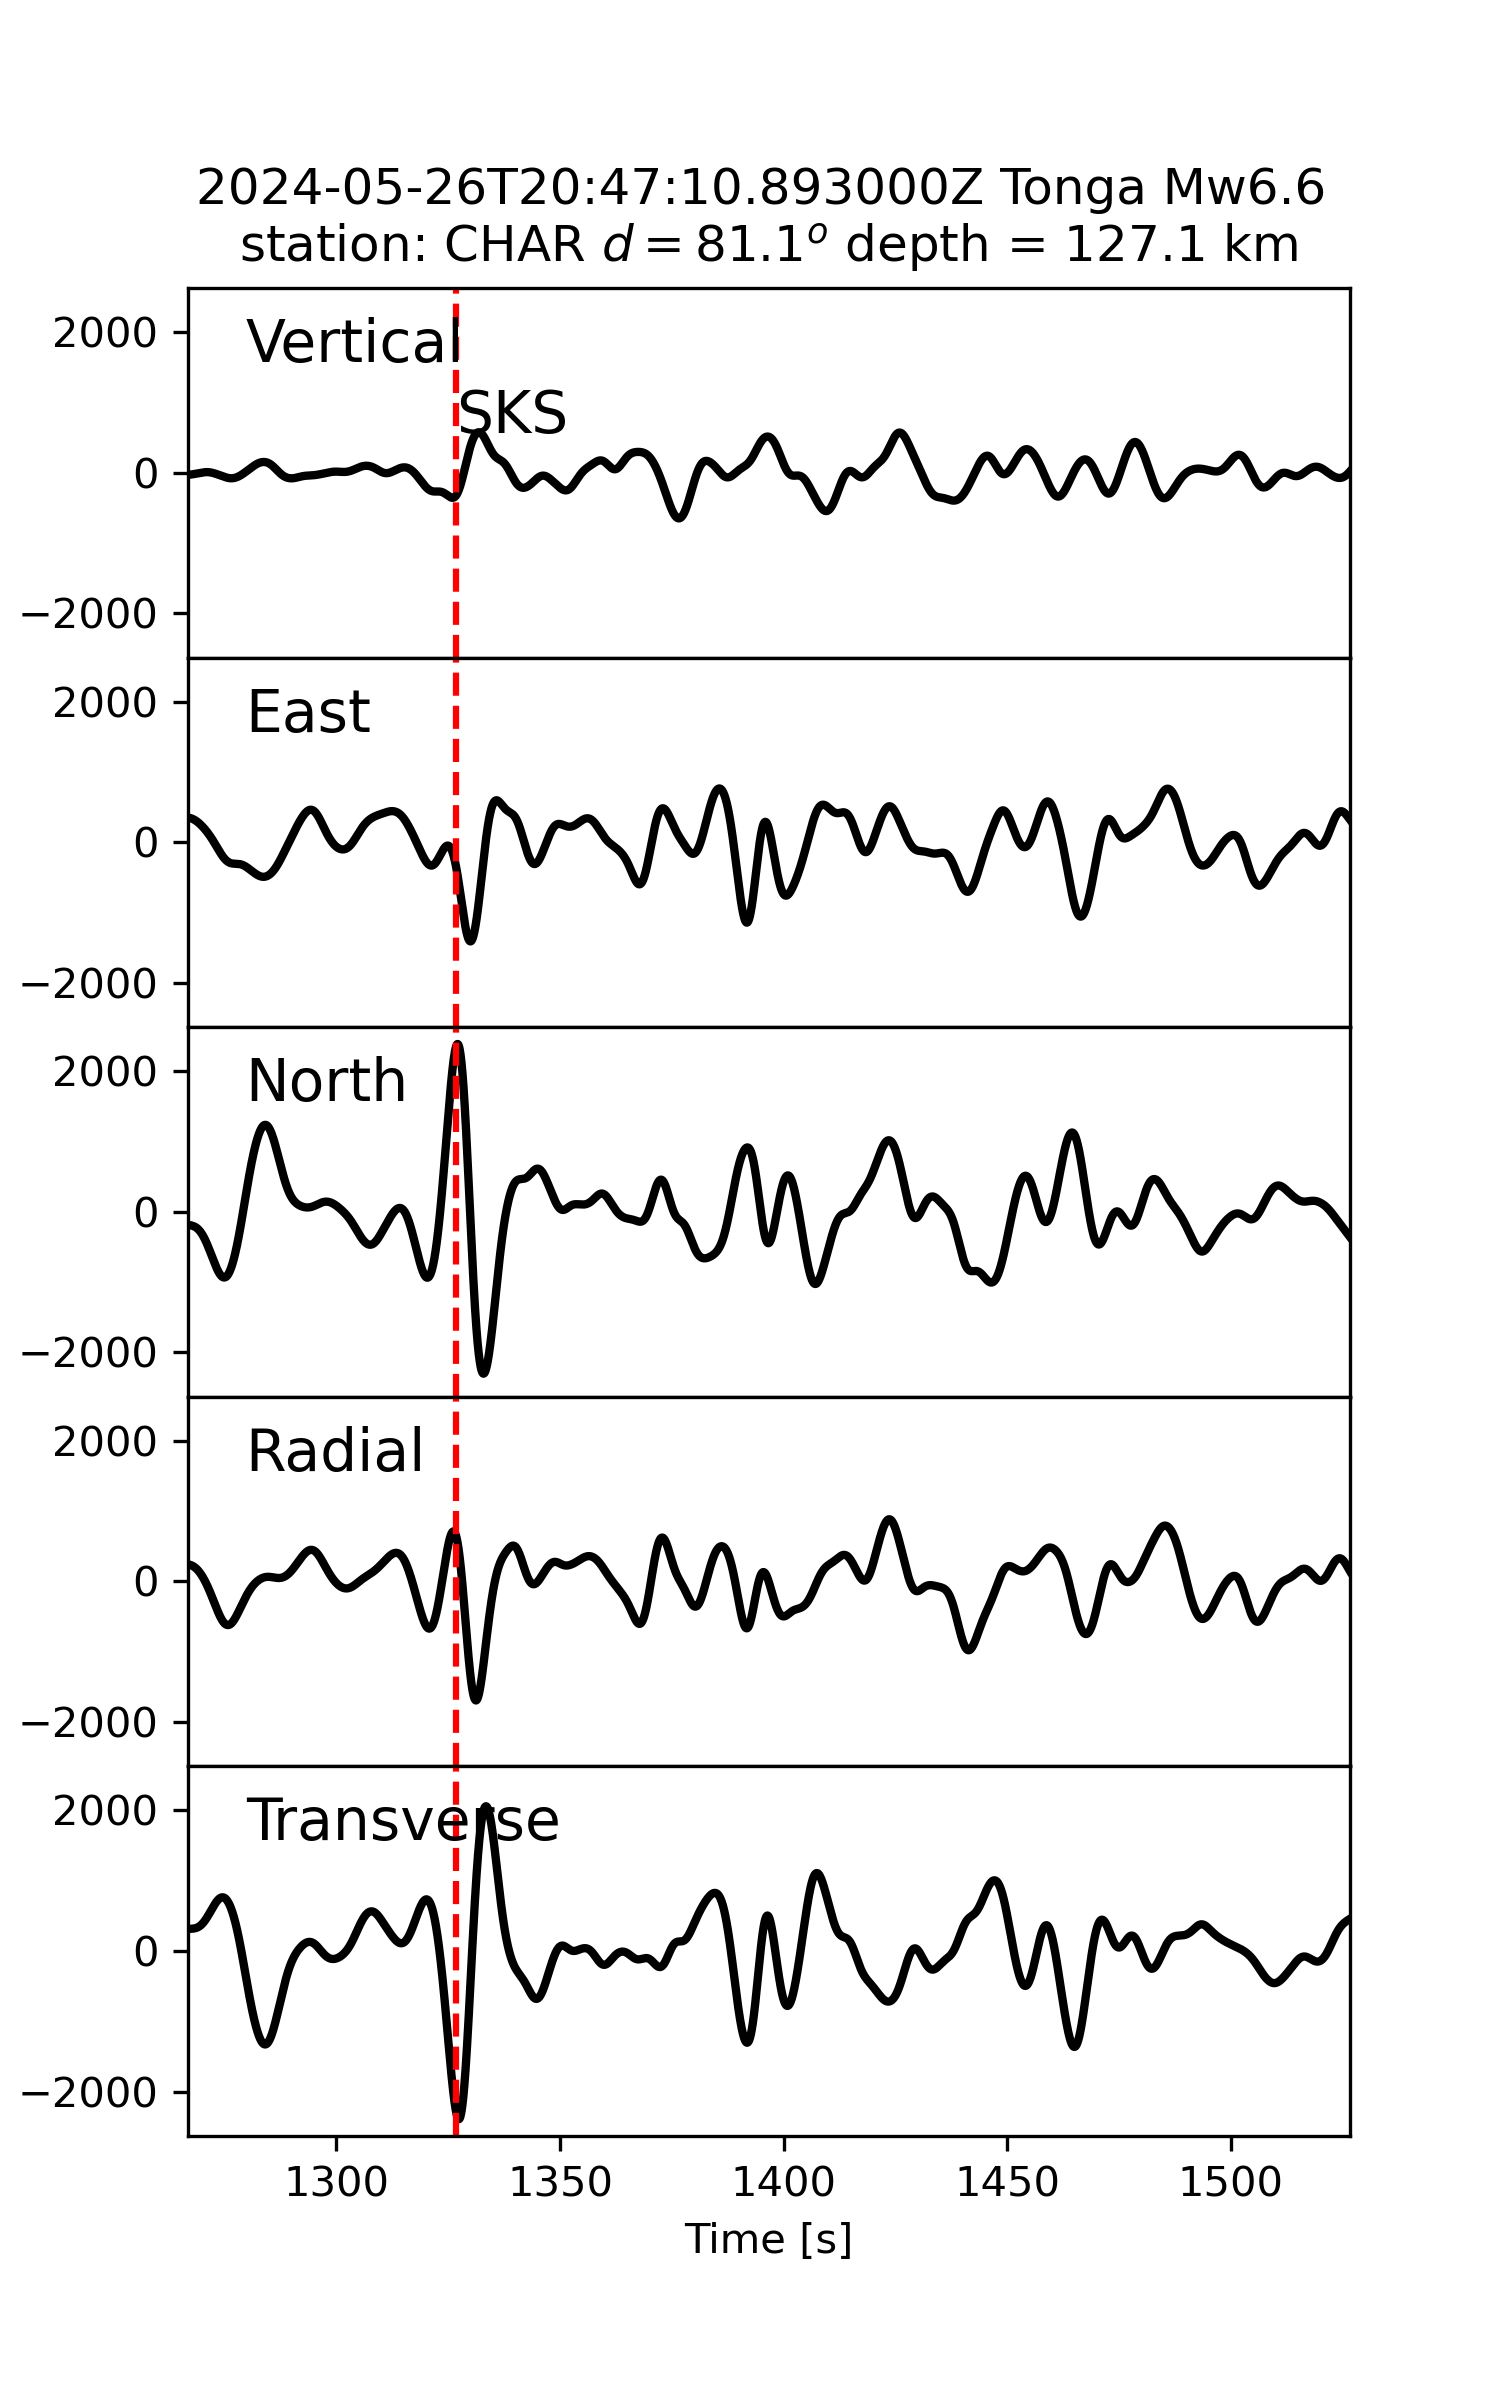 2024-05-26T20:47:10.893000Z Tonga Mw6.6
station: CHAR d = 81.1° depth = 127.1 km
2000
0
−2000
Vertical
SKS
2000
0
−2000
East
2000
0
−2000
North
2000
0
−2000
Radial
2000
0
−2000
Transverse
1300 1350 1400 1450 1500
Time [s]